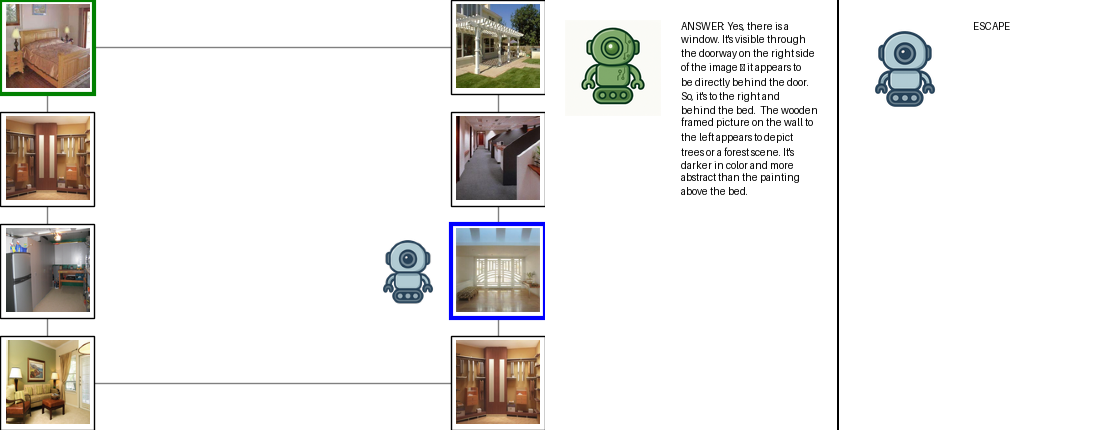 ANSWER: Yes, there is a
window. It's visible through
the doorway on the right side
of the image it appears to
be directly behind the door.
So, it's to the right and
behind the bed. The wooden
framed picture on the wall to
the left appears to depict
trees or a forest scene. It's
darker in color and more
abstract than the painting
above the bed.
ESCAPE